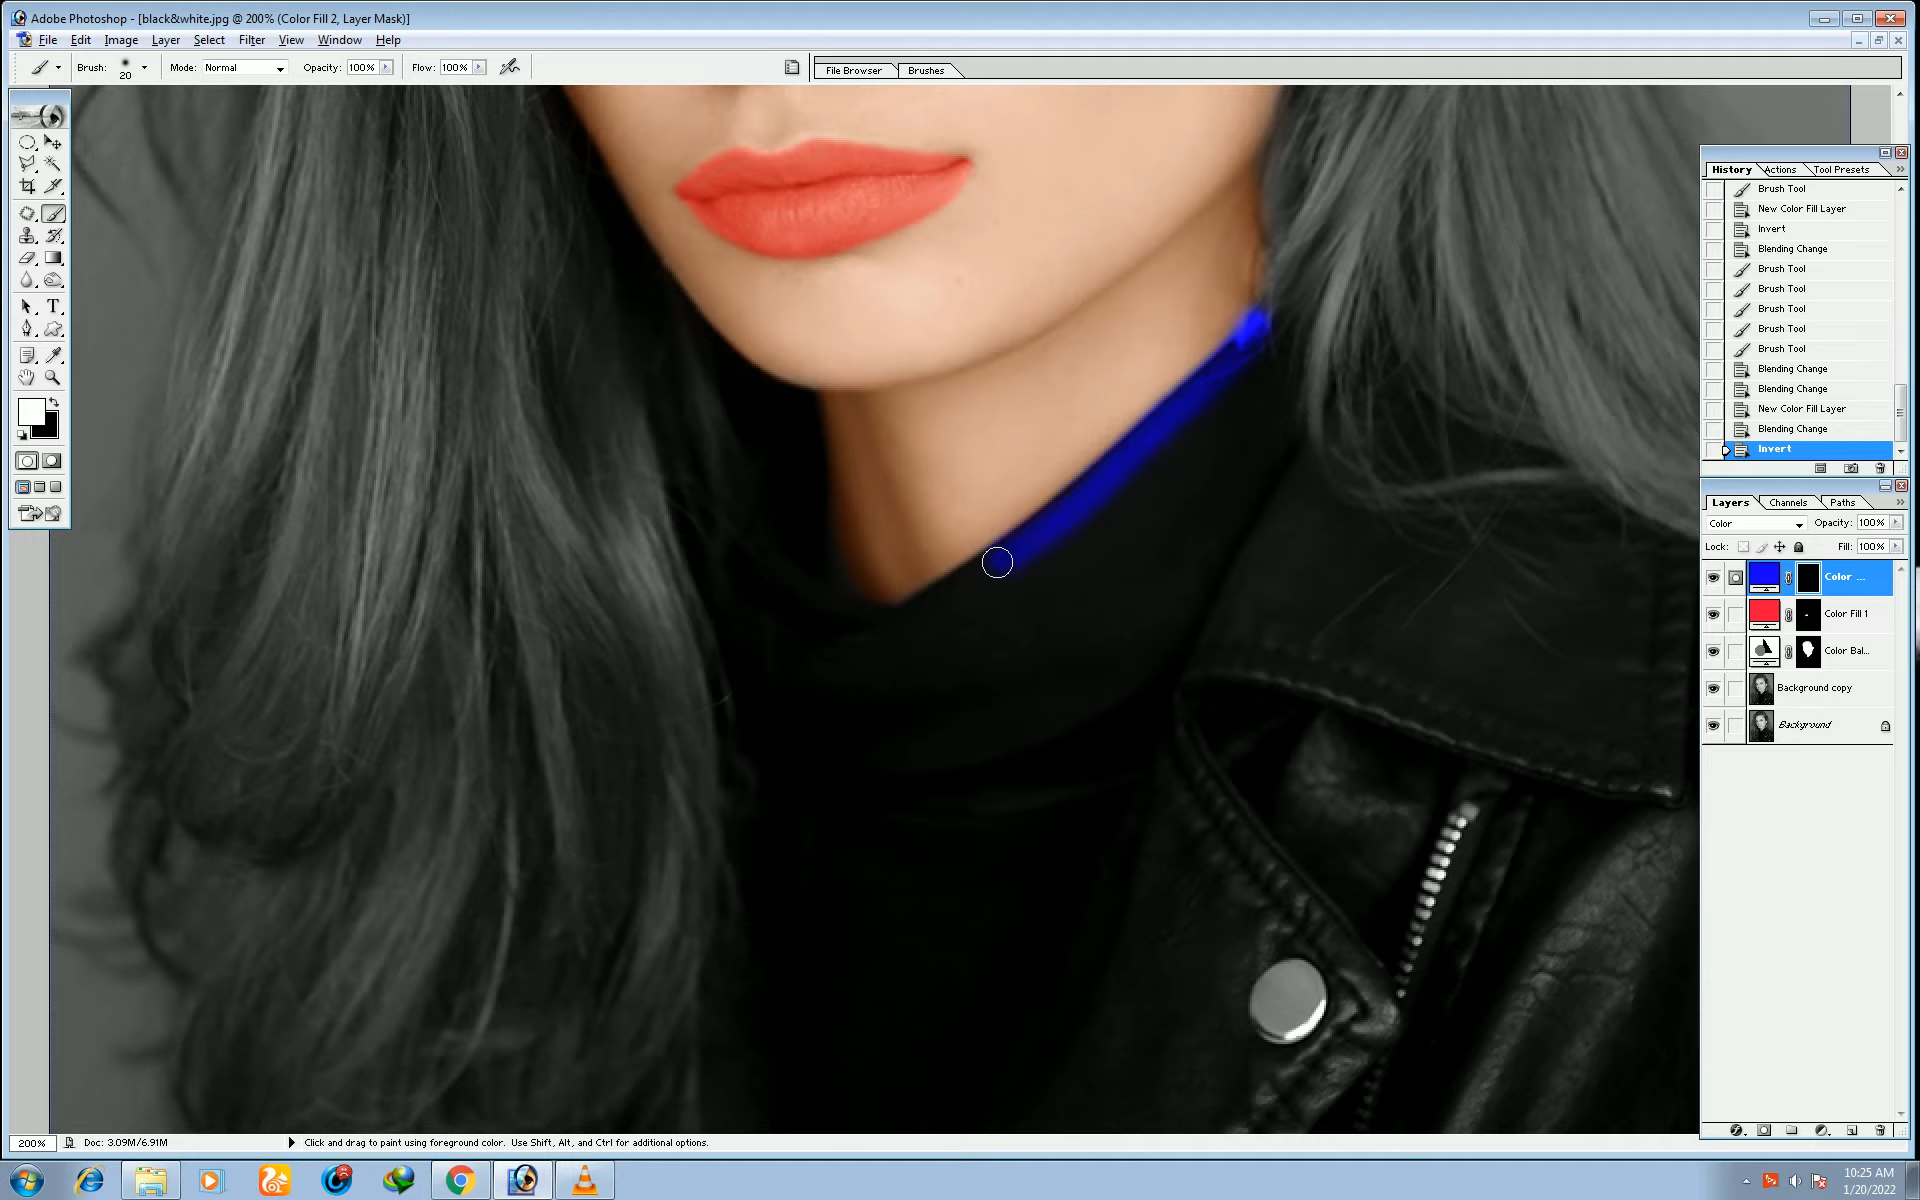 Adobe Photoshop - [black&white.jpg @ 200% (Color Fill 2, Layer Mask)]
File Edit Image Layer Select Filter View Window Help
Brush: 20 Mode: Normal Opacity: 100% Flow: 100% File Browser Brushes
History Actions Tool Presets
Brush Tool
New Color Fill Layer
Invert
Blending Change
Brush Tool
Brush Tool
Brush Tool
Brush Tool
Brush Tool
Blending Change
Blending Change
New Color Fill Layer
Blending Change
Invert
Layers Channels Paths
Color Opacity: 100%
Lock: Fill: 100%
Color ...
Color Fill 1
Color Bal...
Background copy
Background
200% Doc: 3.09M/6.91M Click and drag to paint using foreground color. Use Shift, Alt, and Ctrl for additional options.
10:25 AM
1/20/2022